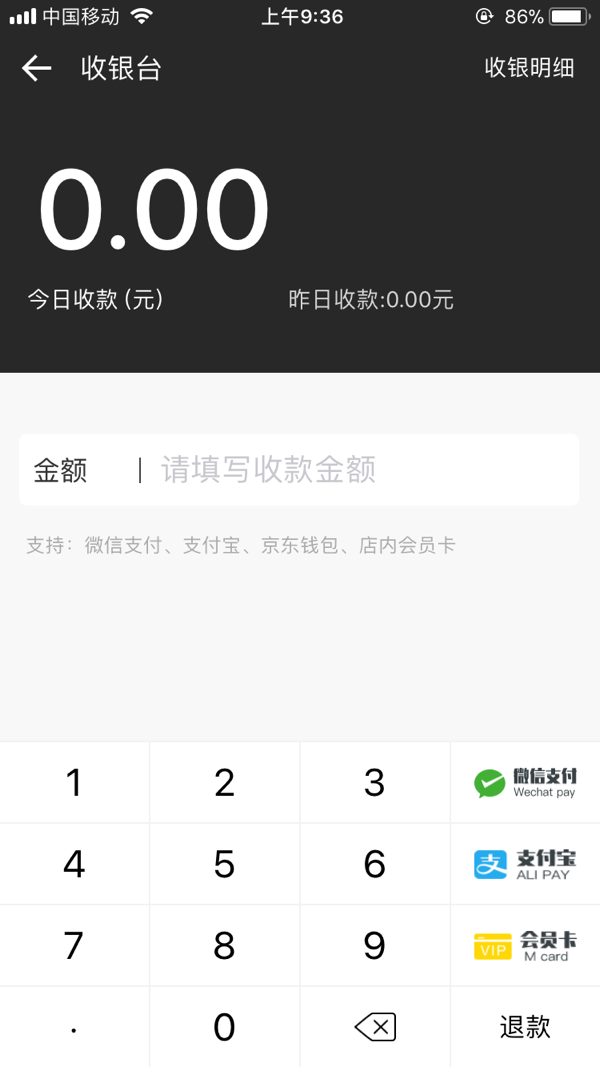 中国移动 上午9:36 86%
收银台 收银明细
0.00
今日收款 (元) 昨日收款:0.00元
金额 请填写收款金额
支持：微信支付、支付宝、京东钱包、店内会员卡
1 2 3 微信支付
Wechat pay
4 5 6 支 支付宝
ALI PAY
7 8 9 VIP 会员卡
M card
. 0 退款